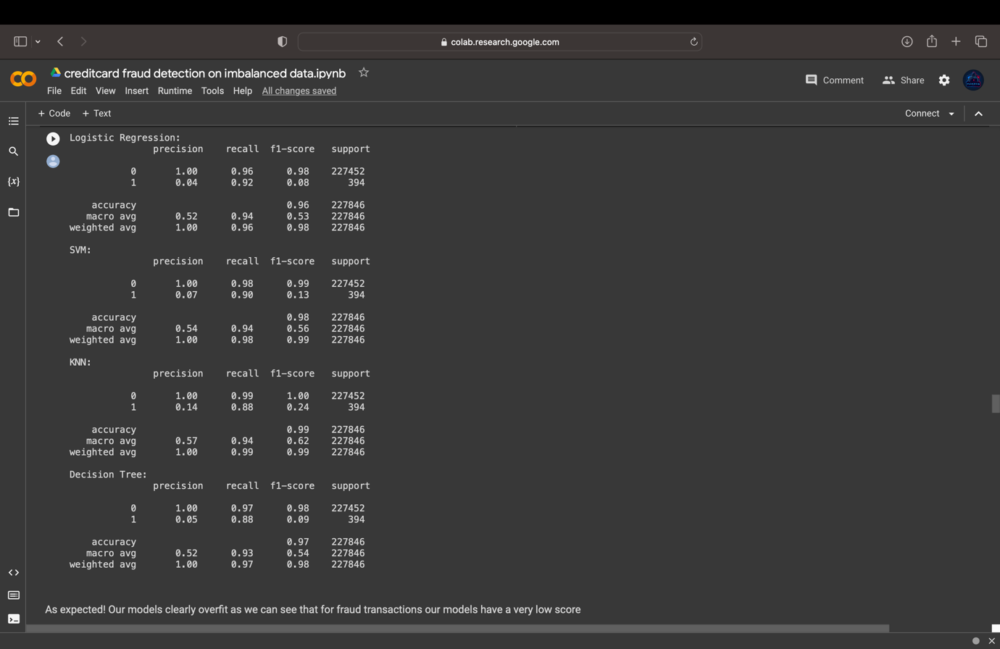 colab.research.google.com
creditcard fraud detection on imbalanced data.ipynb
Comment Share
File Edit View Insert Runtime Tools Help All changes saved
+ Code + Text Connect
Logistic Regression:
precision recall f1-score support
0 1.00 0.96 0.98 227452
1 0.04 0.92 0.08 394
accuracy 0.96 227846
macro avg 0.52 0.94 0.53 227846
weighted avg 1.00 0.96 0.98 227846
SVM:
precision recall f1-score support
0 1.00 0.98 0.99 227452
1 0.07 0.90 0.13 394
accuracy 0.98 227846
macro avg 0.54 0.94 0.56 227846
weighted avg 1.00 0.98 0.99 227846
KNN:
precision recall f1-score support
0 1.00 0.99 1.00 227452
1 0.14 0.88 0.24 394
accuracy 0.99 227846
macro avg 0.57 0.94 0.62 227846
weighted avg 1.00 0.99 0.99 227846
Decision Tree:
precision recall f1-score support
0 1.00 0.97 0.98 227452
1 0.05 0.88 0.09 394
accuracy 0.97 227846
macro avg 0.52 0.93 0.54 227846
weighted avg 1.00 0.97 0.98 227846
As expected! Our models clearly overfit as we can see that for fraud transactions our models have a very low score